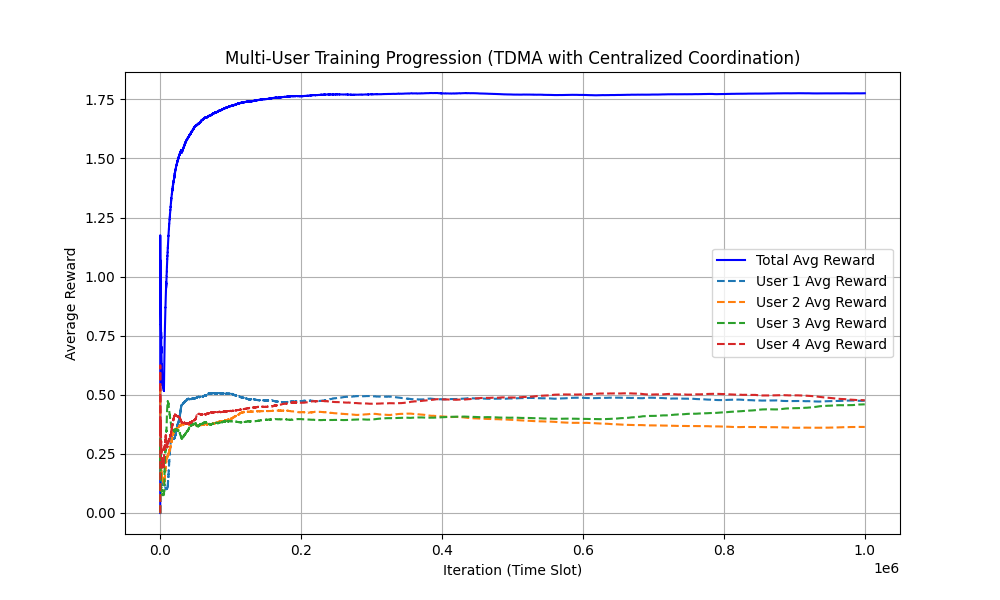 Multi-User Training Progression (TDMA with Centralized Coordination)
Average Reward
1.75
1.50
1.25
1.00
0.75
0.50
0.25
0.00
Total Avg Reward
User 1 Avg Reward
User 2 Avg Reward
User 3 Avg Reward
User 4 Avg Reward
0.0 0.2 0.4 0.6 0.8 1.0
1e6
Iteration (Time Slot)